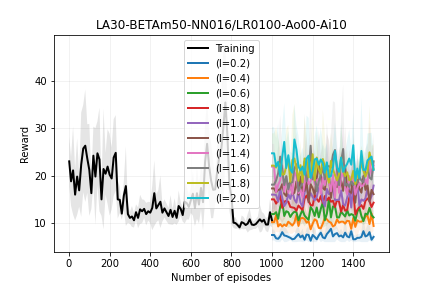 LA30-BETAm50-NN016/LR0100-Ao00-Ai10
Reward
40
30
20
10
Training
(l=0.2)
(l=0.4)
(l=0.6)
(l=0.8)
(l=1.0)
(l=1.2)
(l=1.4)
(l=1.6)
(l=1.8)
(l=2.0)
0 200 400 600 800 1000 1200 1400
Number of episodes